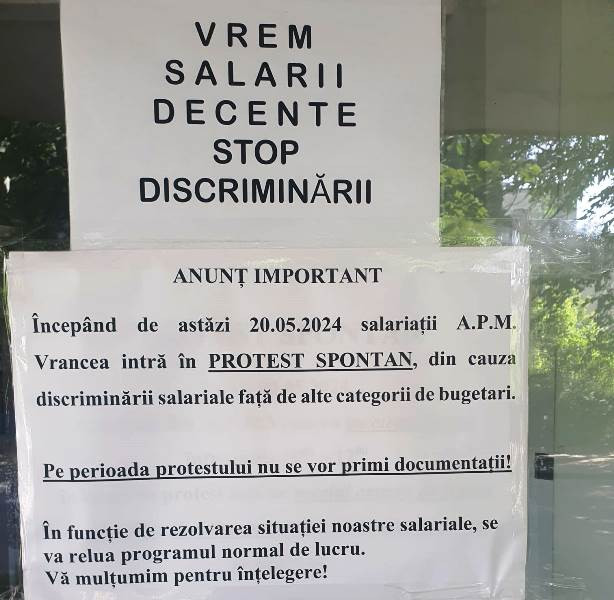 VREM
SALARII
DECENTE
STOP
DISCRIMINĂRII
ANUNȚ IMPORTANT
Începând de astăzi 20.05.2024 salariații A.P.M.
Vrancea intră în PROTEST SPONTAN, din cauza
discriminării salariale față de alte categorii de bugetari.
Pe perioada protestului nu se vor primi documentații!
În funcție de rezolvarea situației noastre salariale, se
va relua programul normal de lucru.
Vă mulțumim pentru înțelegere!